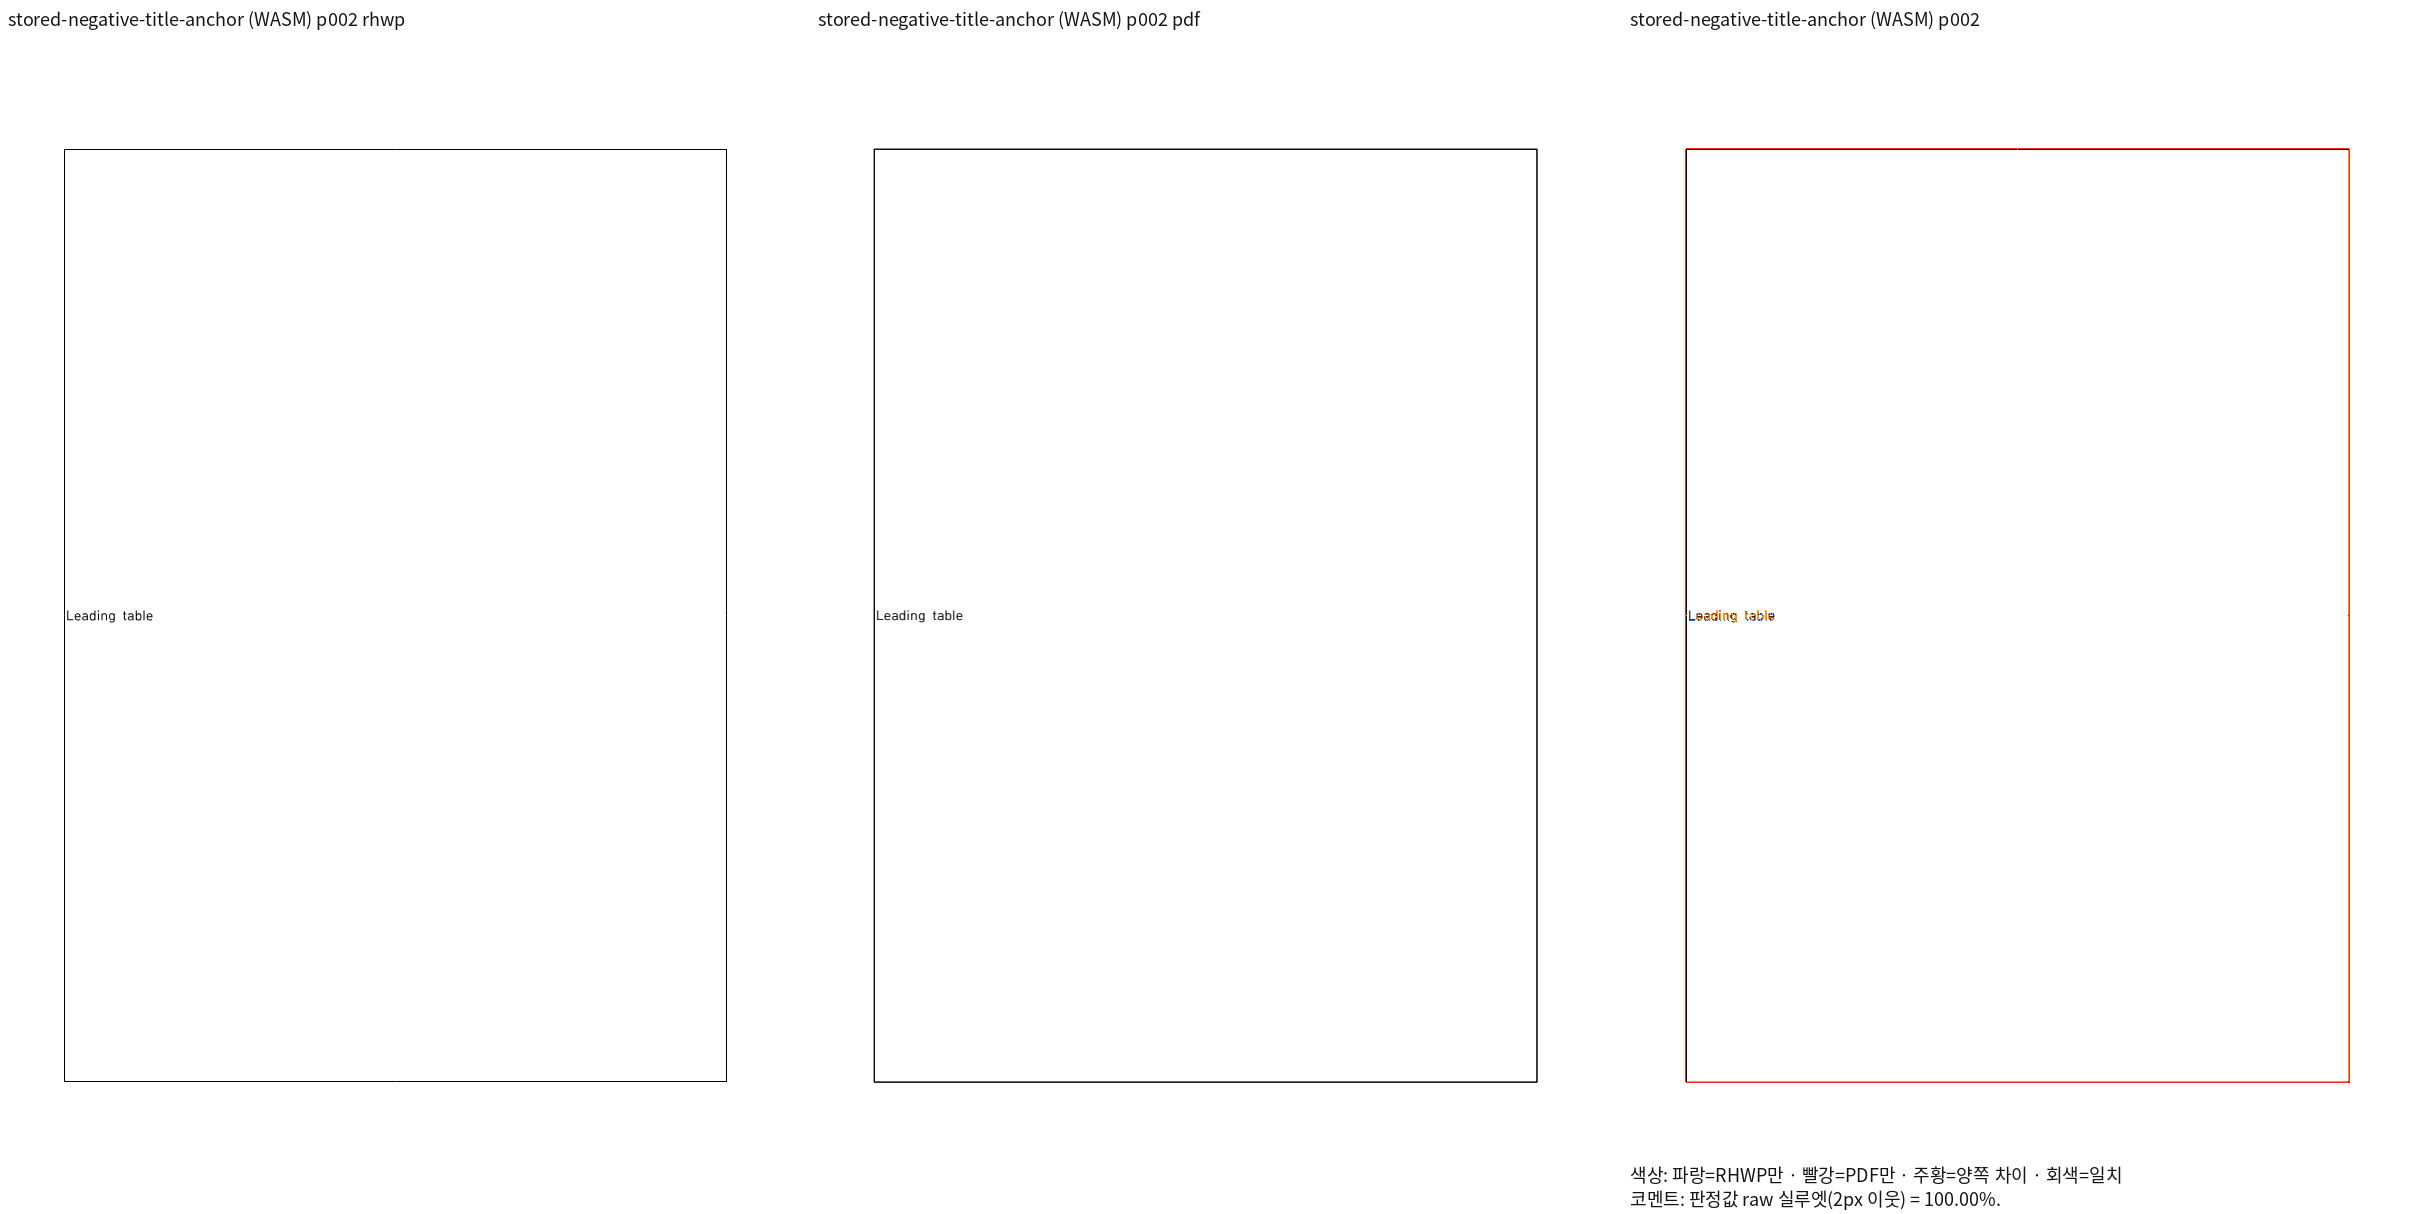 stored-negative-title-anchor (WASM) p002 rhwp
stored-negative-title-anchor (WASM) p002 pdf
stored-negative-title-anchor (WASM) p002
Leading table
Leading table
Leading table
색상: 파랑=RHWP만 · 빨강=PDF만 · 주황=양쪽 차이 · 회색=일치
코멘트: 판정값 raw 실루엣(2px 이웃) = 100.00%.